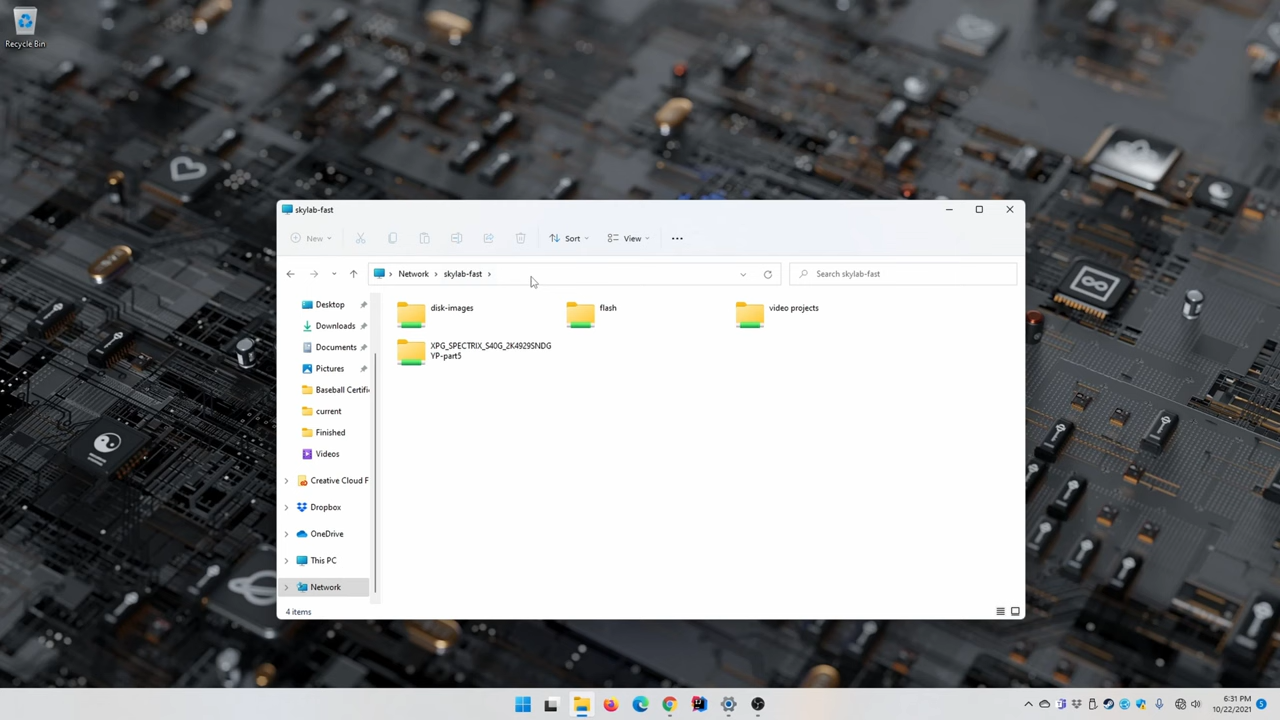 Recycle Bin
skylab-fast
New
Sort
View
Network
skylab-fast
Search skylab-fast
Desktop
Downloads
Documents
Pictures
Baseball Certifi
current
Finished
Videos
Creative Cloud F
Dropbox
OneDrive
This PC
Network
disk-images
flash
video projects
XPG_SPECTRIX_S40G_2K4929SNDG
YP-part5
4 items
6:31 PM
10/22/2021
5